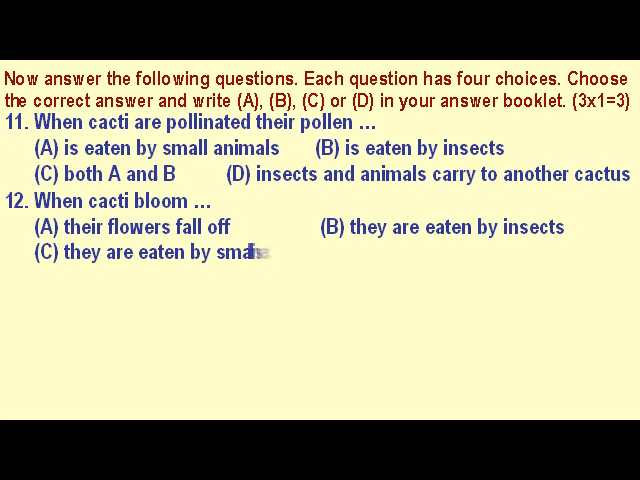 Now answer the following questions. Each question has four choices. Choose
the correct answer and write (A), (B), (C) or (D) in your answer booklet. (3x1=3)
11. When cacti are pollinated their pollen …
(A) is eaten by small animals (B) is eaten by insects
(C) both A and B (D) insects and animals carry to another cactus
12. When cacti bloom …
(A) their flowers fall off (B) they are eaten by insects
(C) they are eaten by